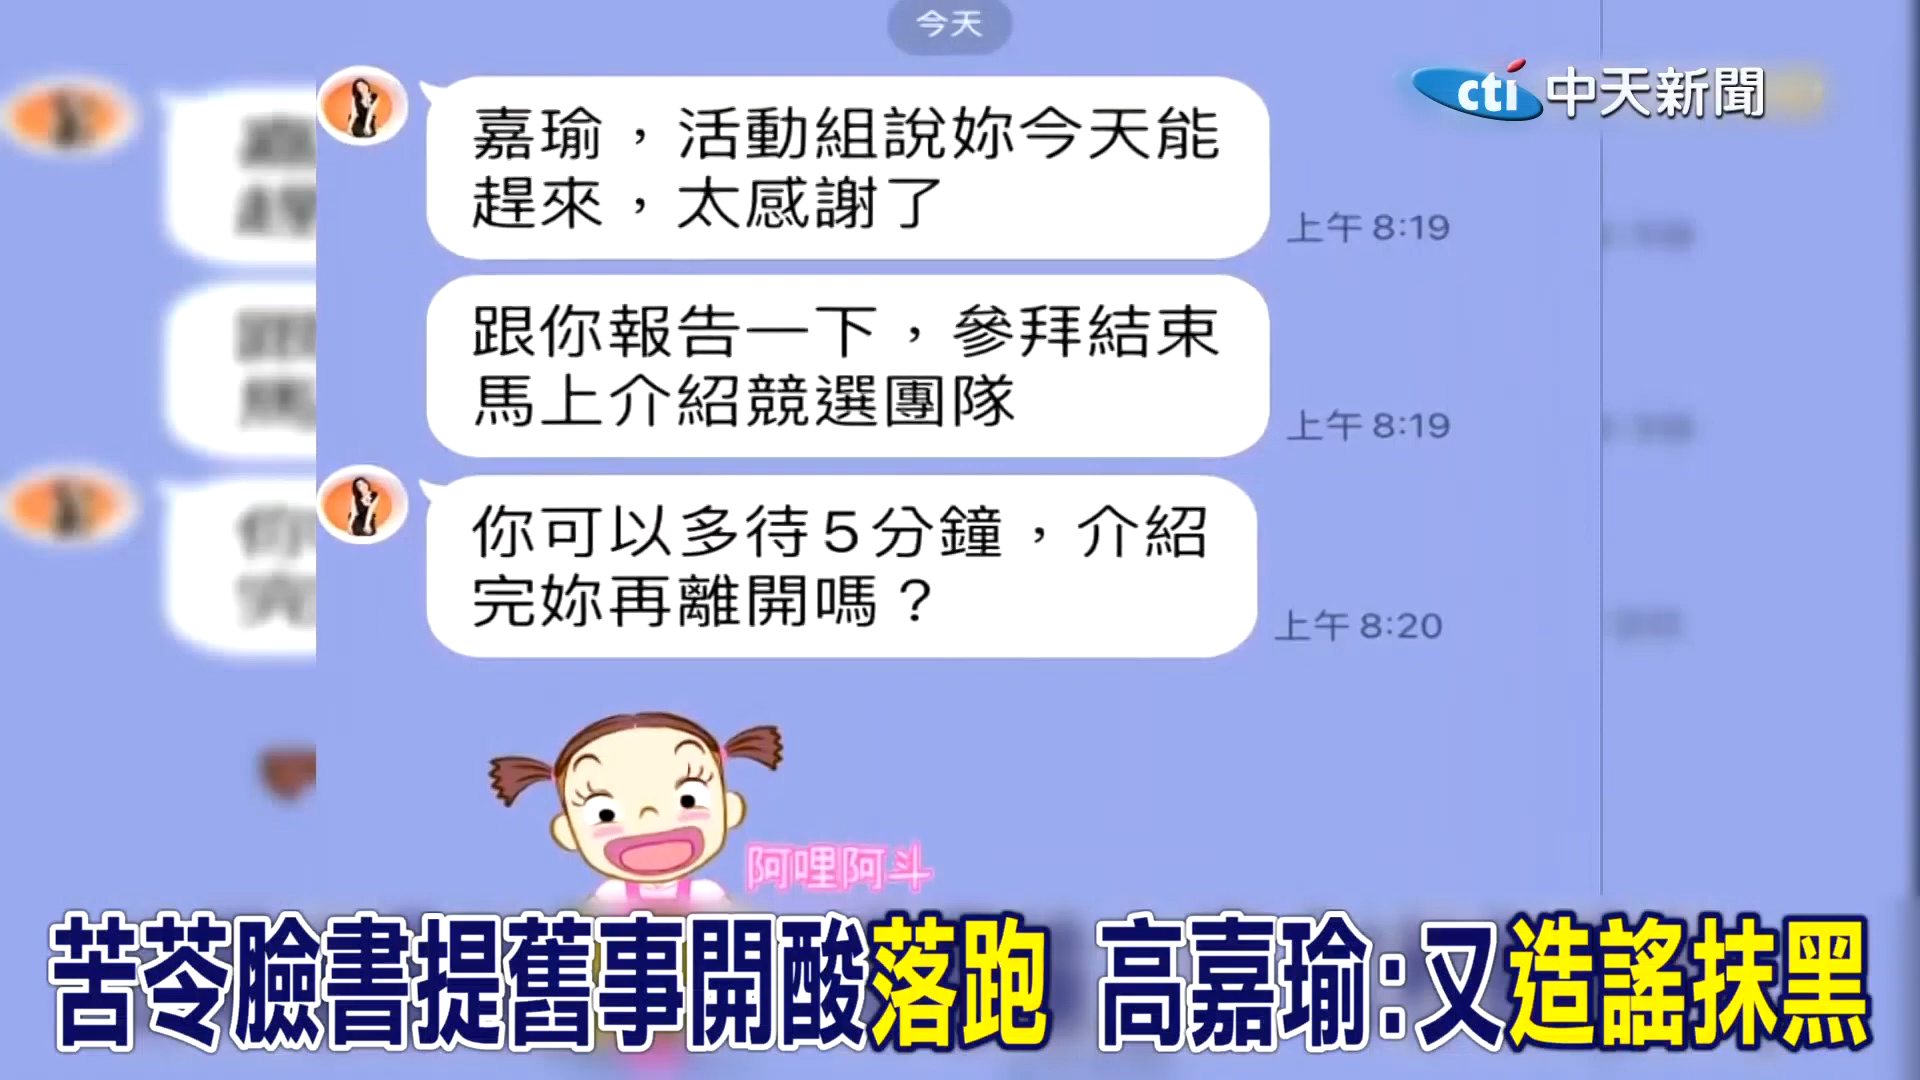 今天
cti 中天新聞
嘉瑜，活動組說妳今天能
趕來，太感謝了
上午 8:19
跟你報告一下，參拜結束
馬上介紹競選團隊
上午 8:19
你可以多待5分鐘，介紹
完妳再離開嗎？
上午 8:20
阿哩阿斗
苦苓臉書提舊事開酸落跑 高嘉瑜:又造謠抹黑